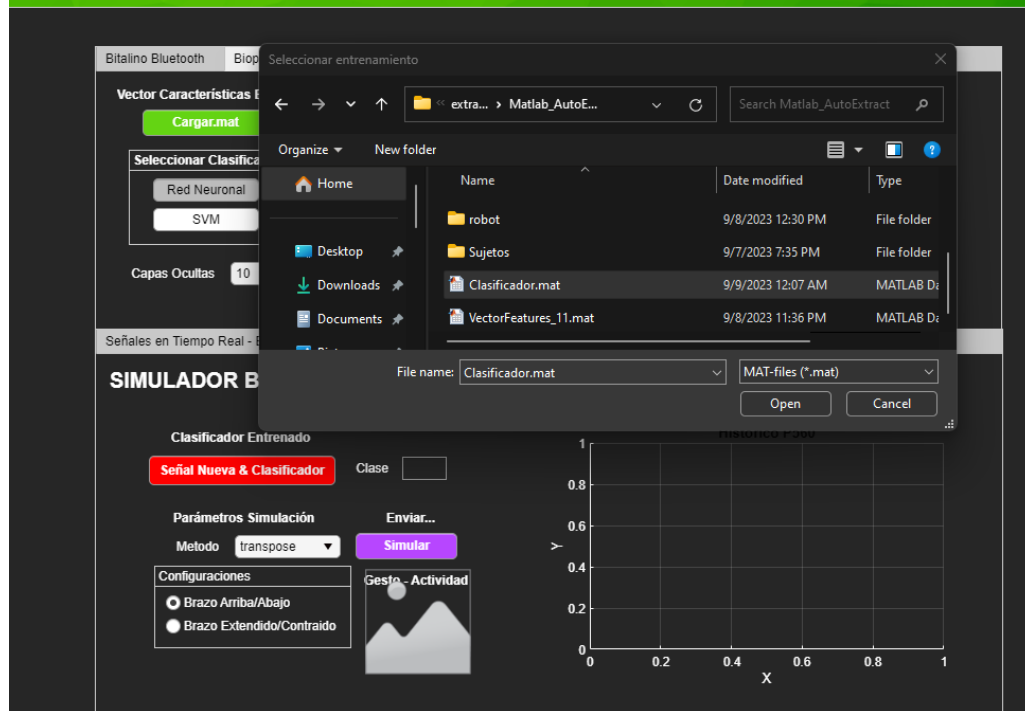 Bitalino Bluetooth
Biop
Vector Características E
Cargar.mat
Seleccionar Clasifica
Red Neuronal
SVM
Capas Ocultas 10
Seleccionar entrenamiento
extra... › Matlab_AutoE...
Search Matlab_AutoExtract
Organize
New folder
Home
Desktop
Downloads
Documents
Name Date modified Type
robot 9/8/2023 12:30 PM File folder
Sujetos 9/7/2023 7:35 PM File folder
Clasificador.mat 9/9/2023 12:07 AM MATLAB Da
VectorFeatures_11.mat 9/8/2023 11:36 PM MATLAB Da
File name: Clasificador.mat MAT-files (*.mat)
Open Cancel
Señales en Tiempo Real - E
SIMULADOR B
Clasificador Entrenado
Señal Nueva & Clasificador Clase
Parámetros Simulación Enviar...
Metodo transpose Simular
Configuraciones
Brazo Arriba/Abajo
Brazo Extendido/Contraido
Gesto - Actividad
Historico P560
1
0.8
0.6
0.4
0.2
0
Y
0 0.2 0.4 0.6 0.8 1
X